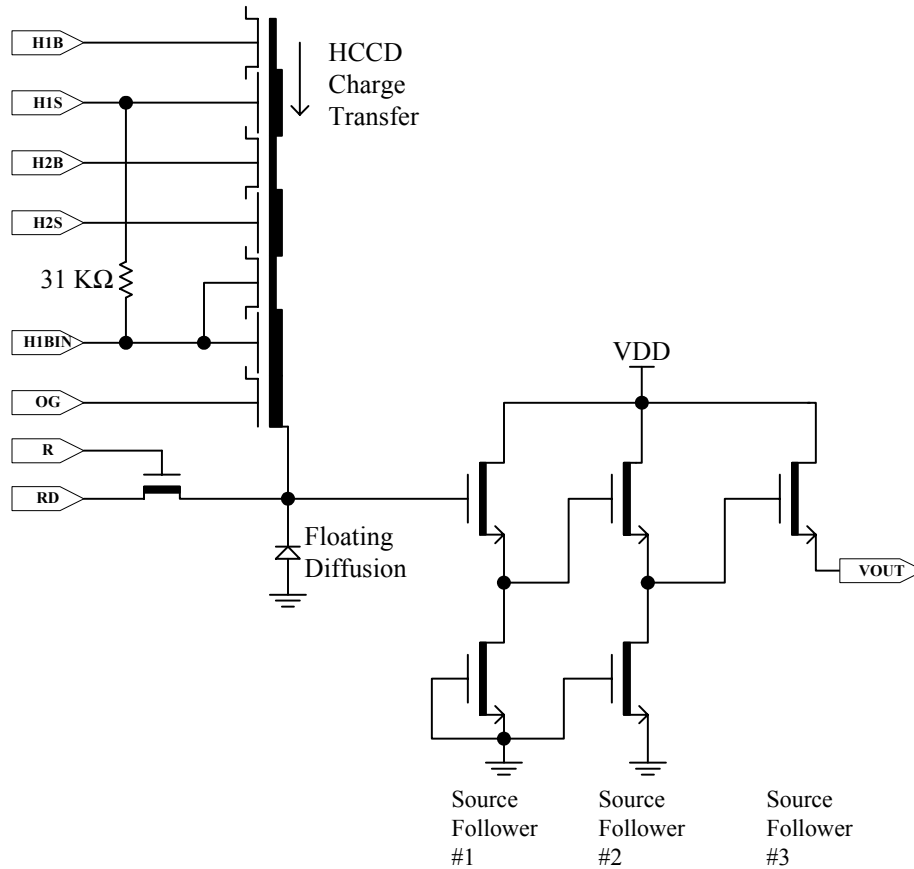 H1B
HCCD
Charge
Transfer
H1S
H2B
H2S
31 KΩ
H1BIN
VDD
OG
R
RD
Floating
Diffusion
VOUT
Source
Follower
#1
Source
Follower
#2
Source
Follower
#3